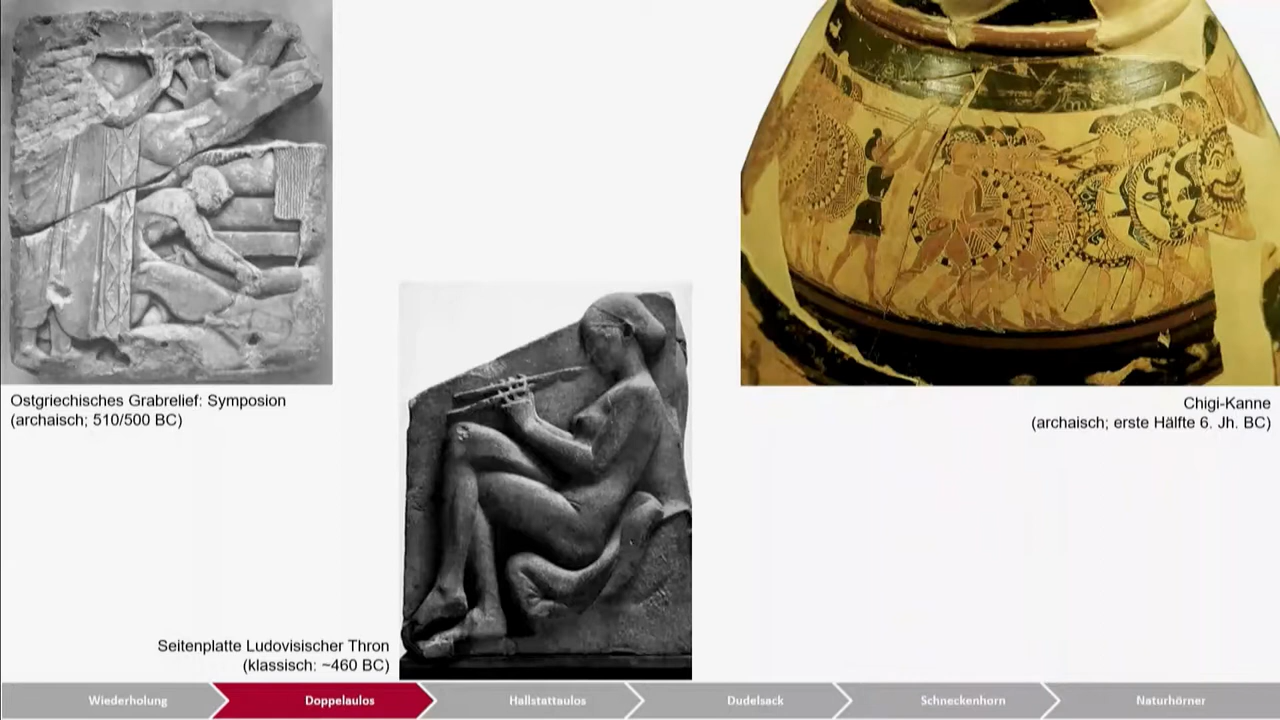 Ostgriechisches Grabrelief: Symposion
(archaisch; 510/500 BC)
Chigi-Kanne
(archaisch; erste Hälfte 6. Jh. BC)
Seitenplatte Ludovisischer Thron
(klassisch: ~460 BC)
Wiederholung
Doppelaulos
Hallstattaulos
Dudelsack
Schneckenhorn
Naturhörner